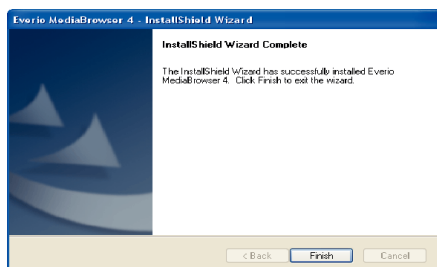 Everio MediaBrowser 4 - InstallShield Wizard
InstallShield Wizard Complete
The InstallShield Wizard has successfully installed Everio
MediaBrowser 4. Click Finish to exit the wizard.
< Back
Finish
Cancel